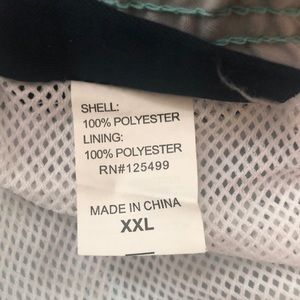 SHELL:
100% POLYESTER
LINING:
100% POLYESTER
RN#125499
MADE IN CHINA
XXL